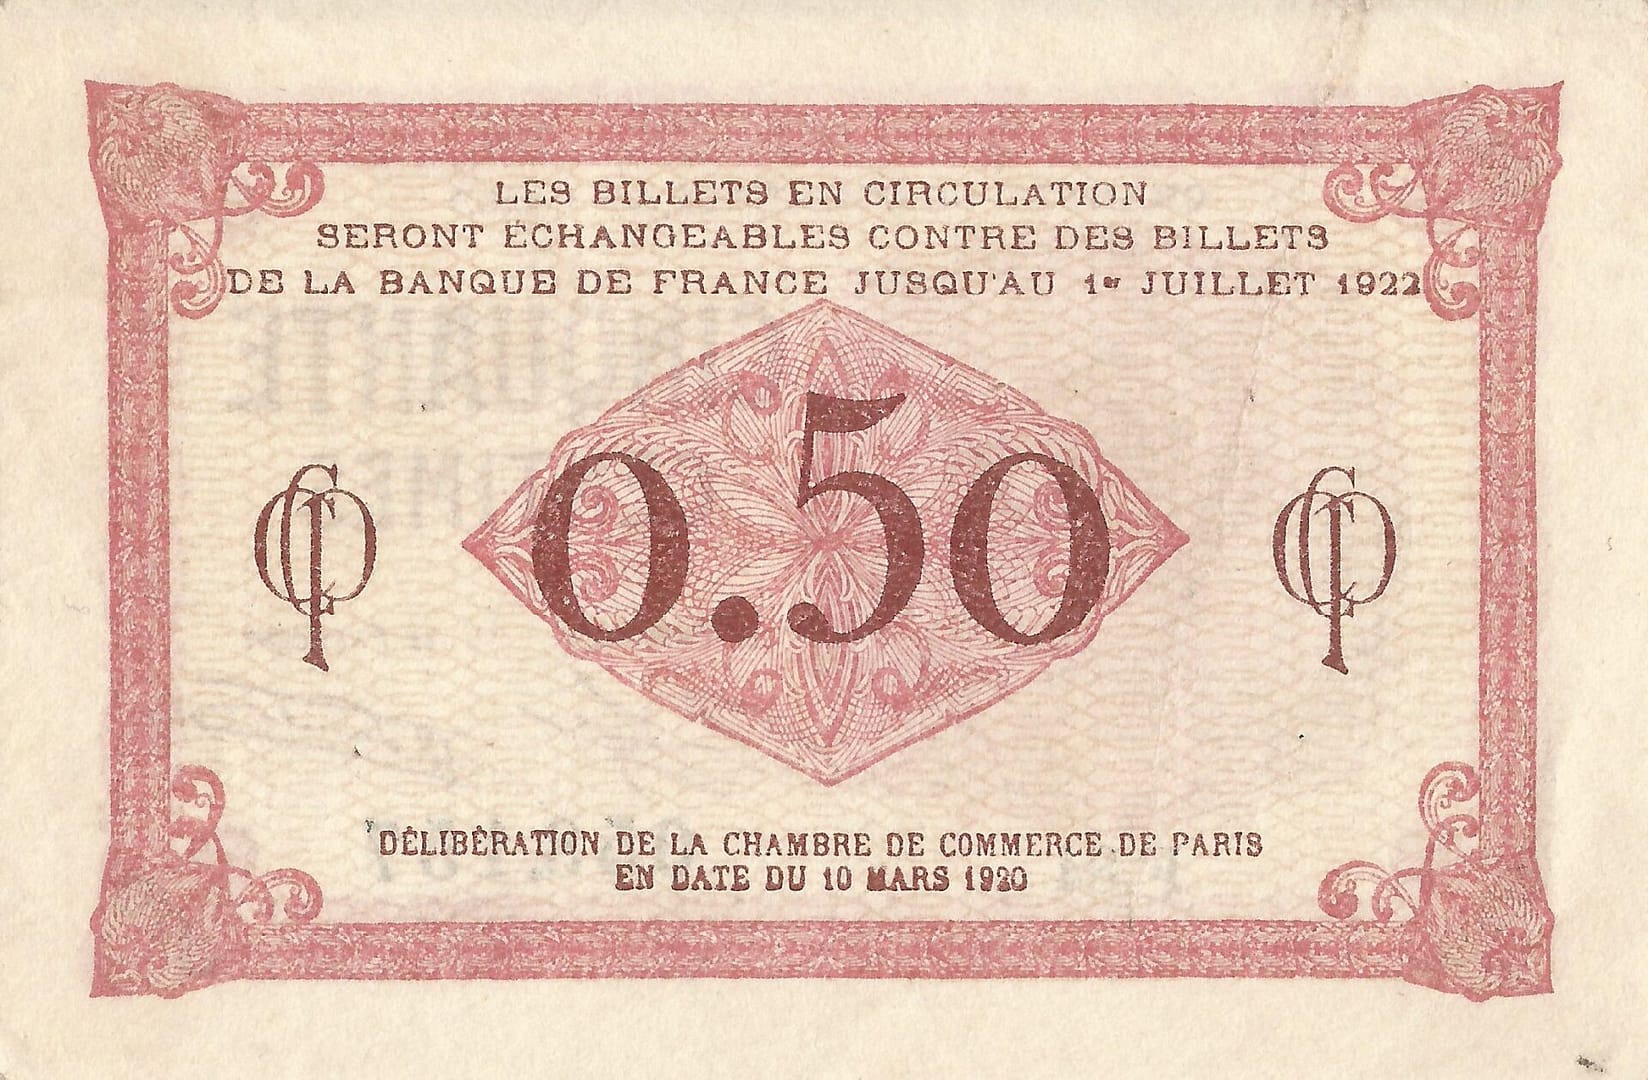 LES BILLETS EN CIRCULATION
SERONT ÉCHANGEABLES CONTRE DES BILLETS
DE LA BANQUE DE FRANCE JUSQU'AU 1er JUILLET 1922
0.50
DÉLIBÉRATION DE LA CHAMBRE DE COMMERCE DE PARIS
EN DATE DU 10 MARS 1920